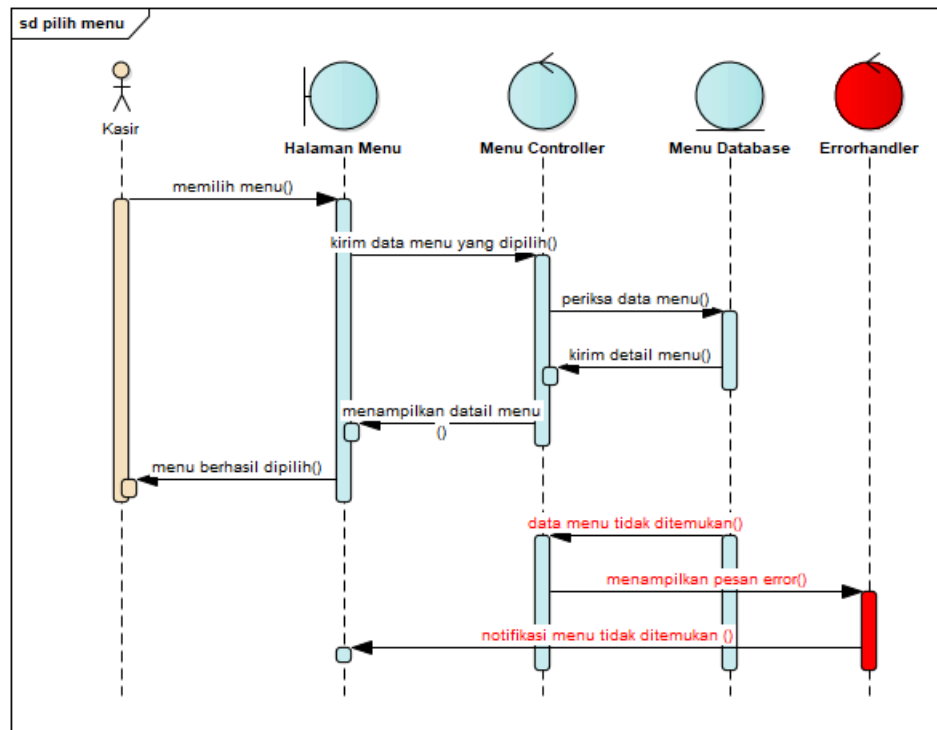 sd pilih menu
Kasir
Halaman Menu
Menu Controller
Menu Database
Errorhandler
memilih menu()
kirim data menu yang dipilih()
periksa data menu()
kirim detail menu()
menampilkan datail menu
()
menu berhasil dipilih()
data menu tidak ditemukan()
menampilkan pesan error()
notifikasi menu tidak ditemukan ()